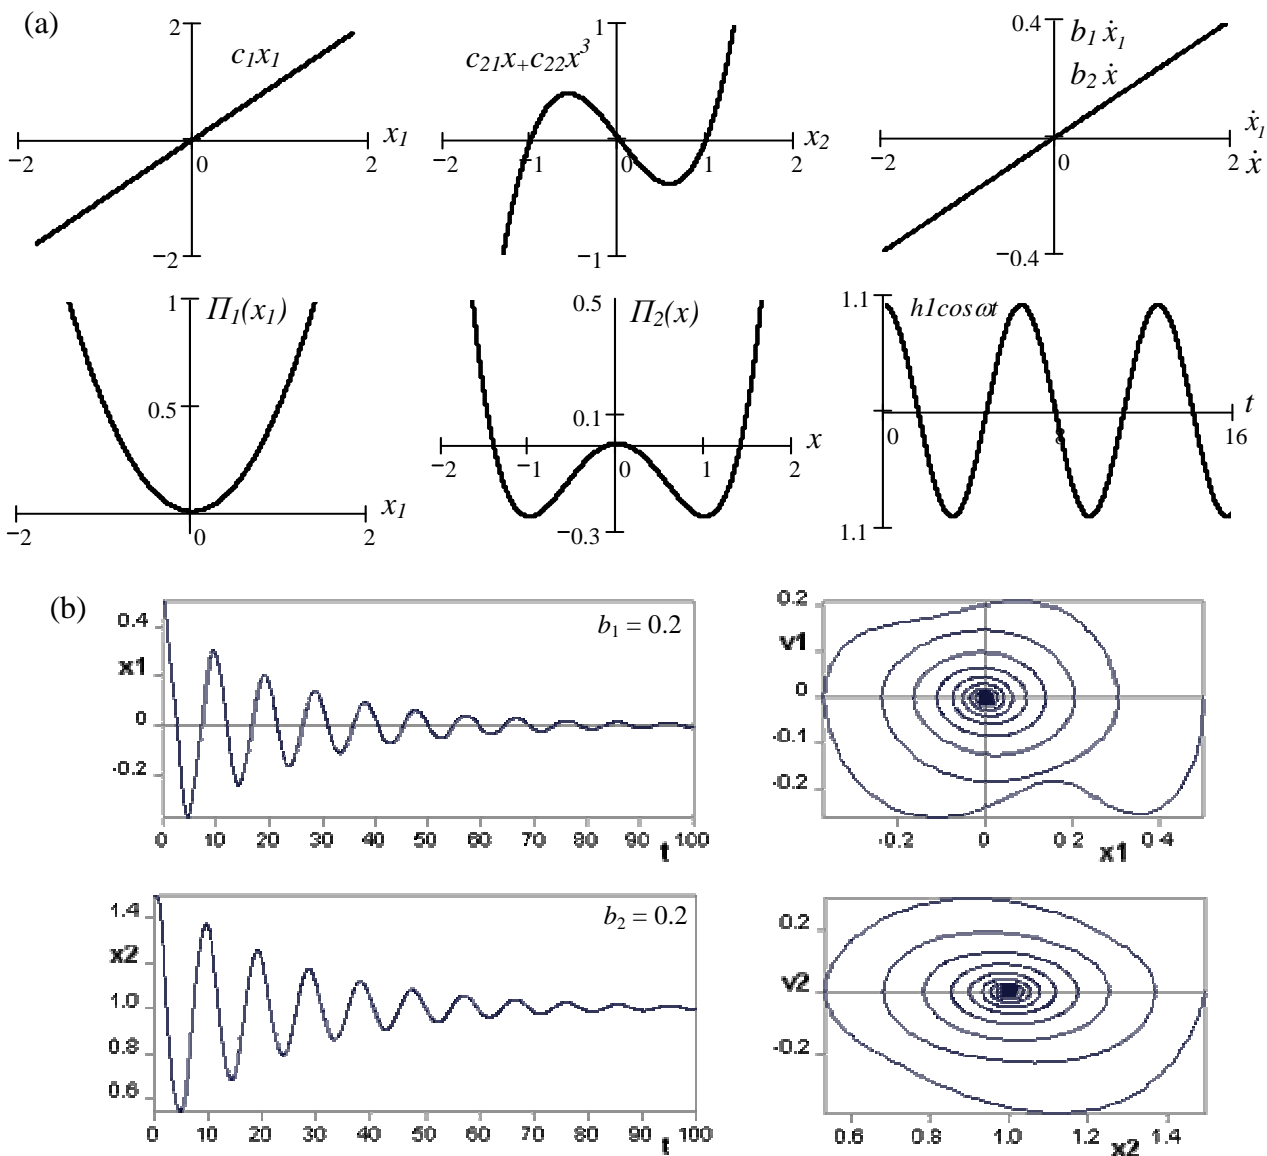 (a)
2
c₁x₁
x₁
−2
0
2
−2
1
c₂₁x+c₂₂x³
x₂
−2
−1
0
1
2
−1
0.4
b₁ ẋ₁
b₂ ẋ
ẋ₁
−2
2
ẋ
−0.4
1
Π₁(x₁)
0.5
x₁
0
2
−2
0.5
Π₂(x)
0.1
x
−2
−1
0
1
2
−0.3
1.1
h1cosωt
t
0
8
16
1.1
(b)
0.4
x1
0
-0.2
b₁ = 0.2
0 10 20 30 40 50 60 70 80 90 100
t
0.2
v1
0
-0.1
-0.2
-0.2 0 0.2 0.4
x1
1.4
x2
1.0
0.8
0.6
b₂ = 0.2
0 10 20 30 40 50 60 70 80 90 100
t
0.2
v2
-0.2
0.6 0.8 1.0 1.2 1.4
x2